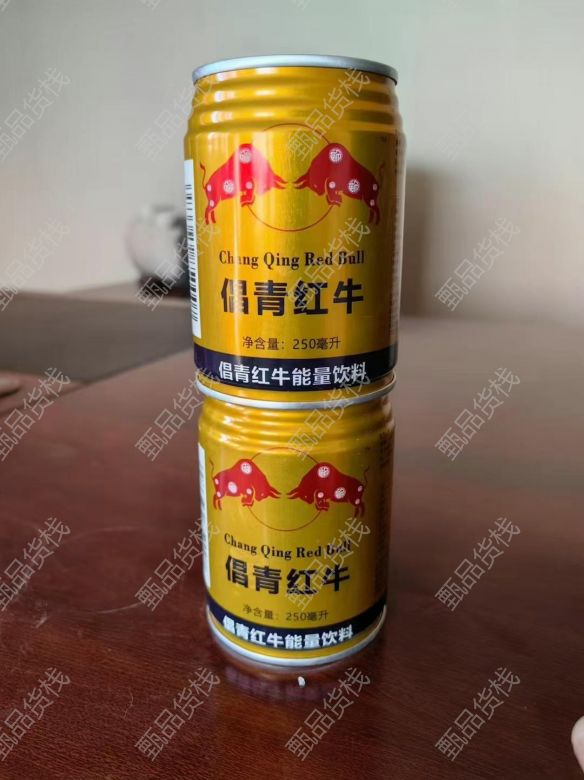 Chang Qing Red Bull
倡青红牛
净含量：250毫升
倡青红牛能量饮料
Chang Qing Red Bull
倡青红牛
净含量：250毫升
倡青红牛能量饮料
甄品货栈